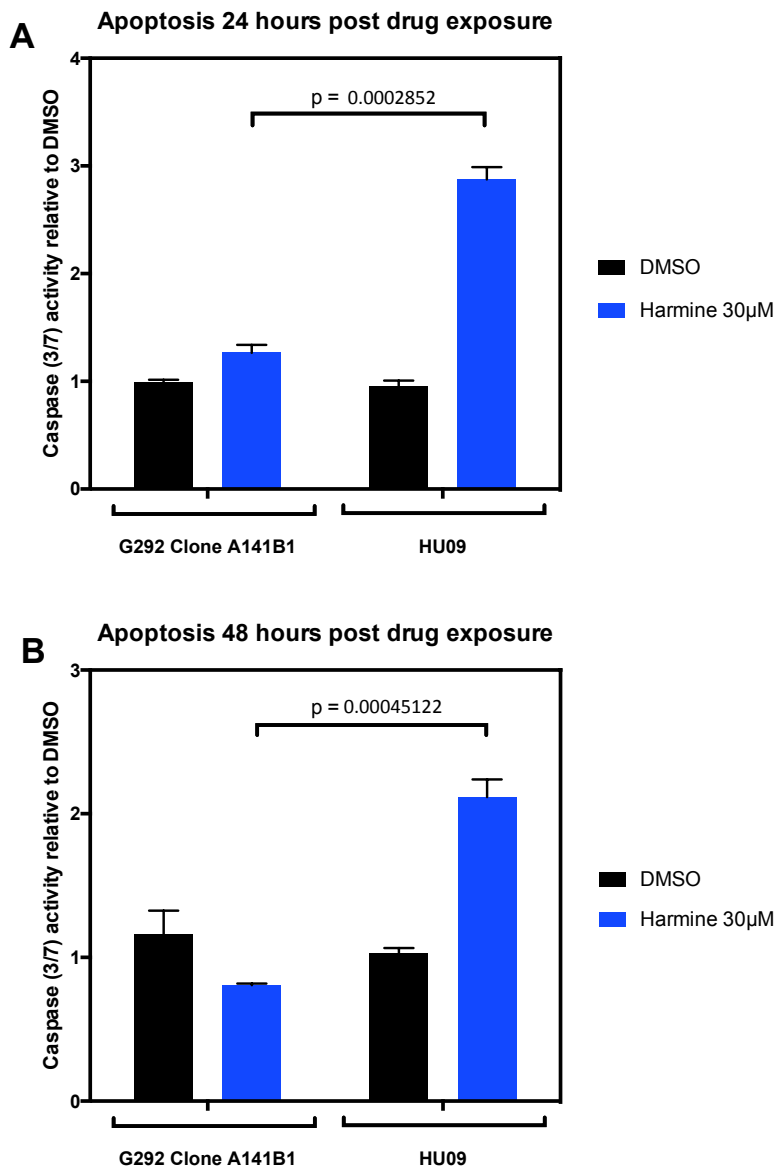 A
Apoptosis 24 hours post drug exposure
Caspase (3/7) activity relative to DMSO
4
3
2
1
0
p = 0.0002852
DMSO
Harmine 30µM
G292 Clone A141B1
HU09
B
Apoptosis 48 hours post drug exposure
Caspase (3/7) activity relative to DMSO
3
2
1
0
p = 0.00045122
DMSO
Harmine 30µM
G292 Clone A141B1
HU09